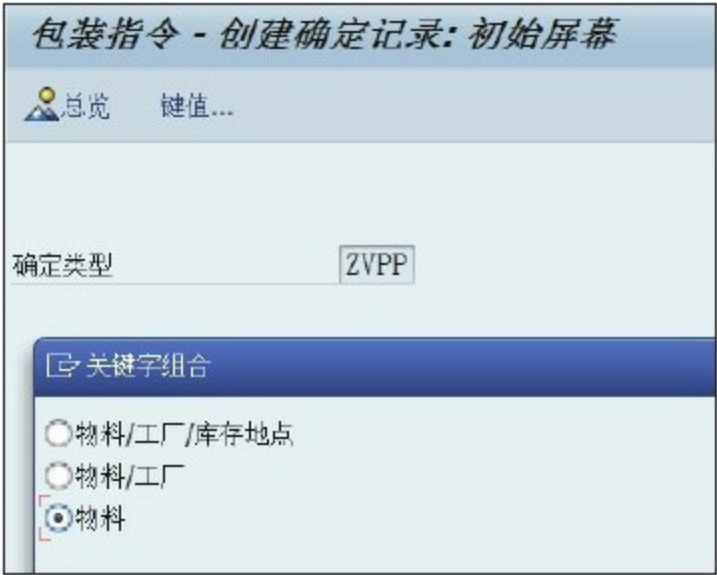 包装指令 - 创建确定记录: 初始屏幕
总览 键值...
确定类型 ZVPP
关键字组合
物料/工厂/库存地点
物料/工厂
物料